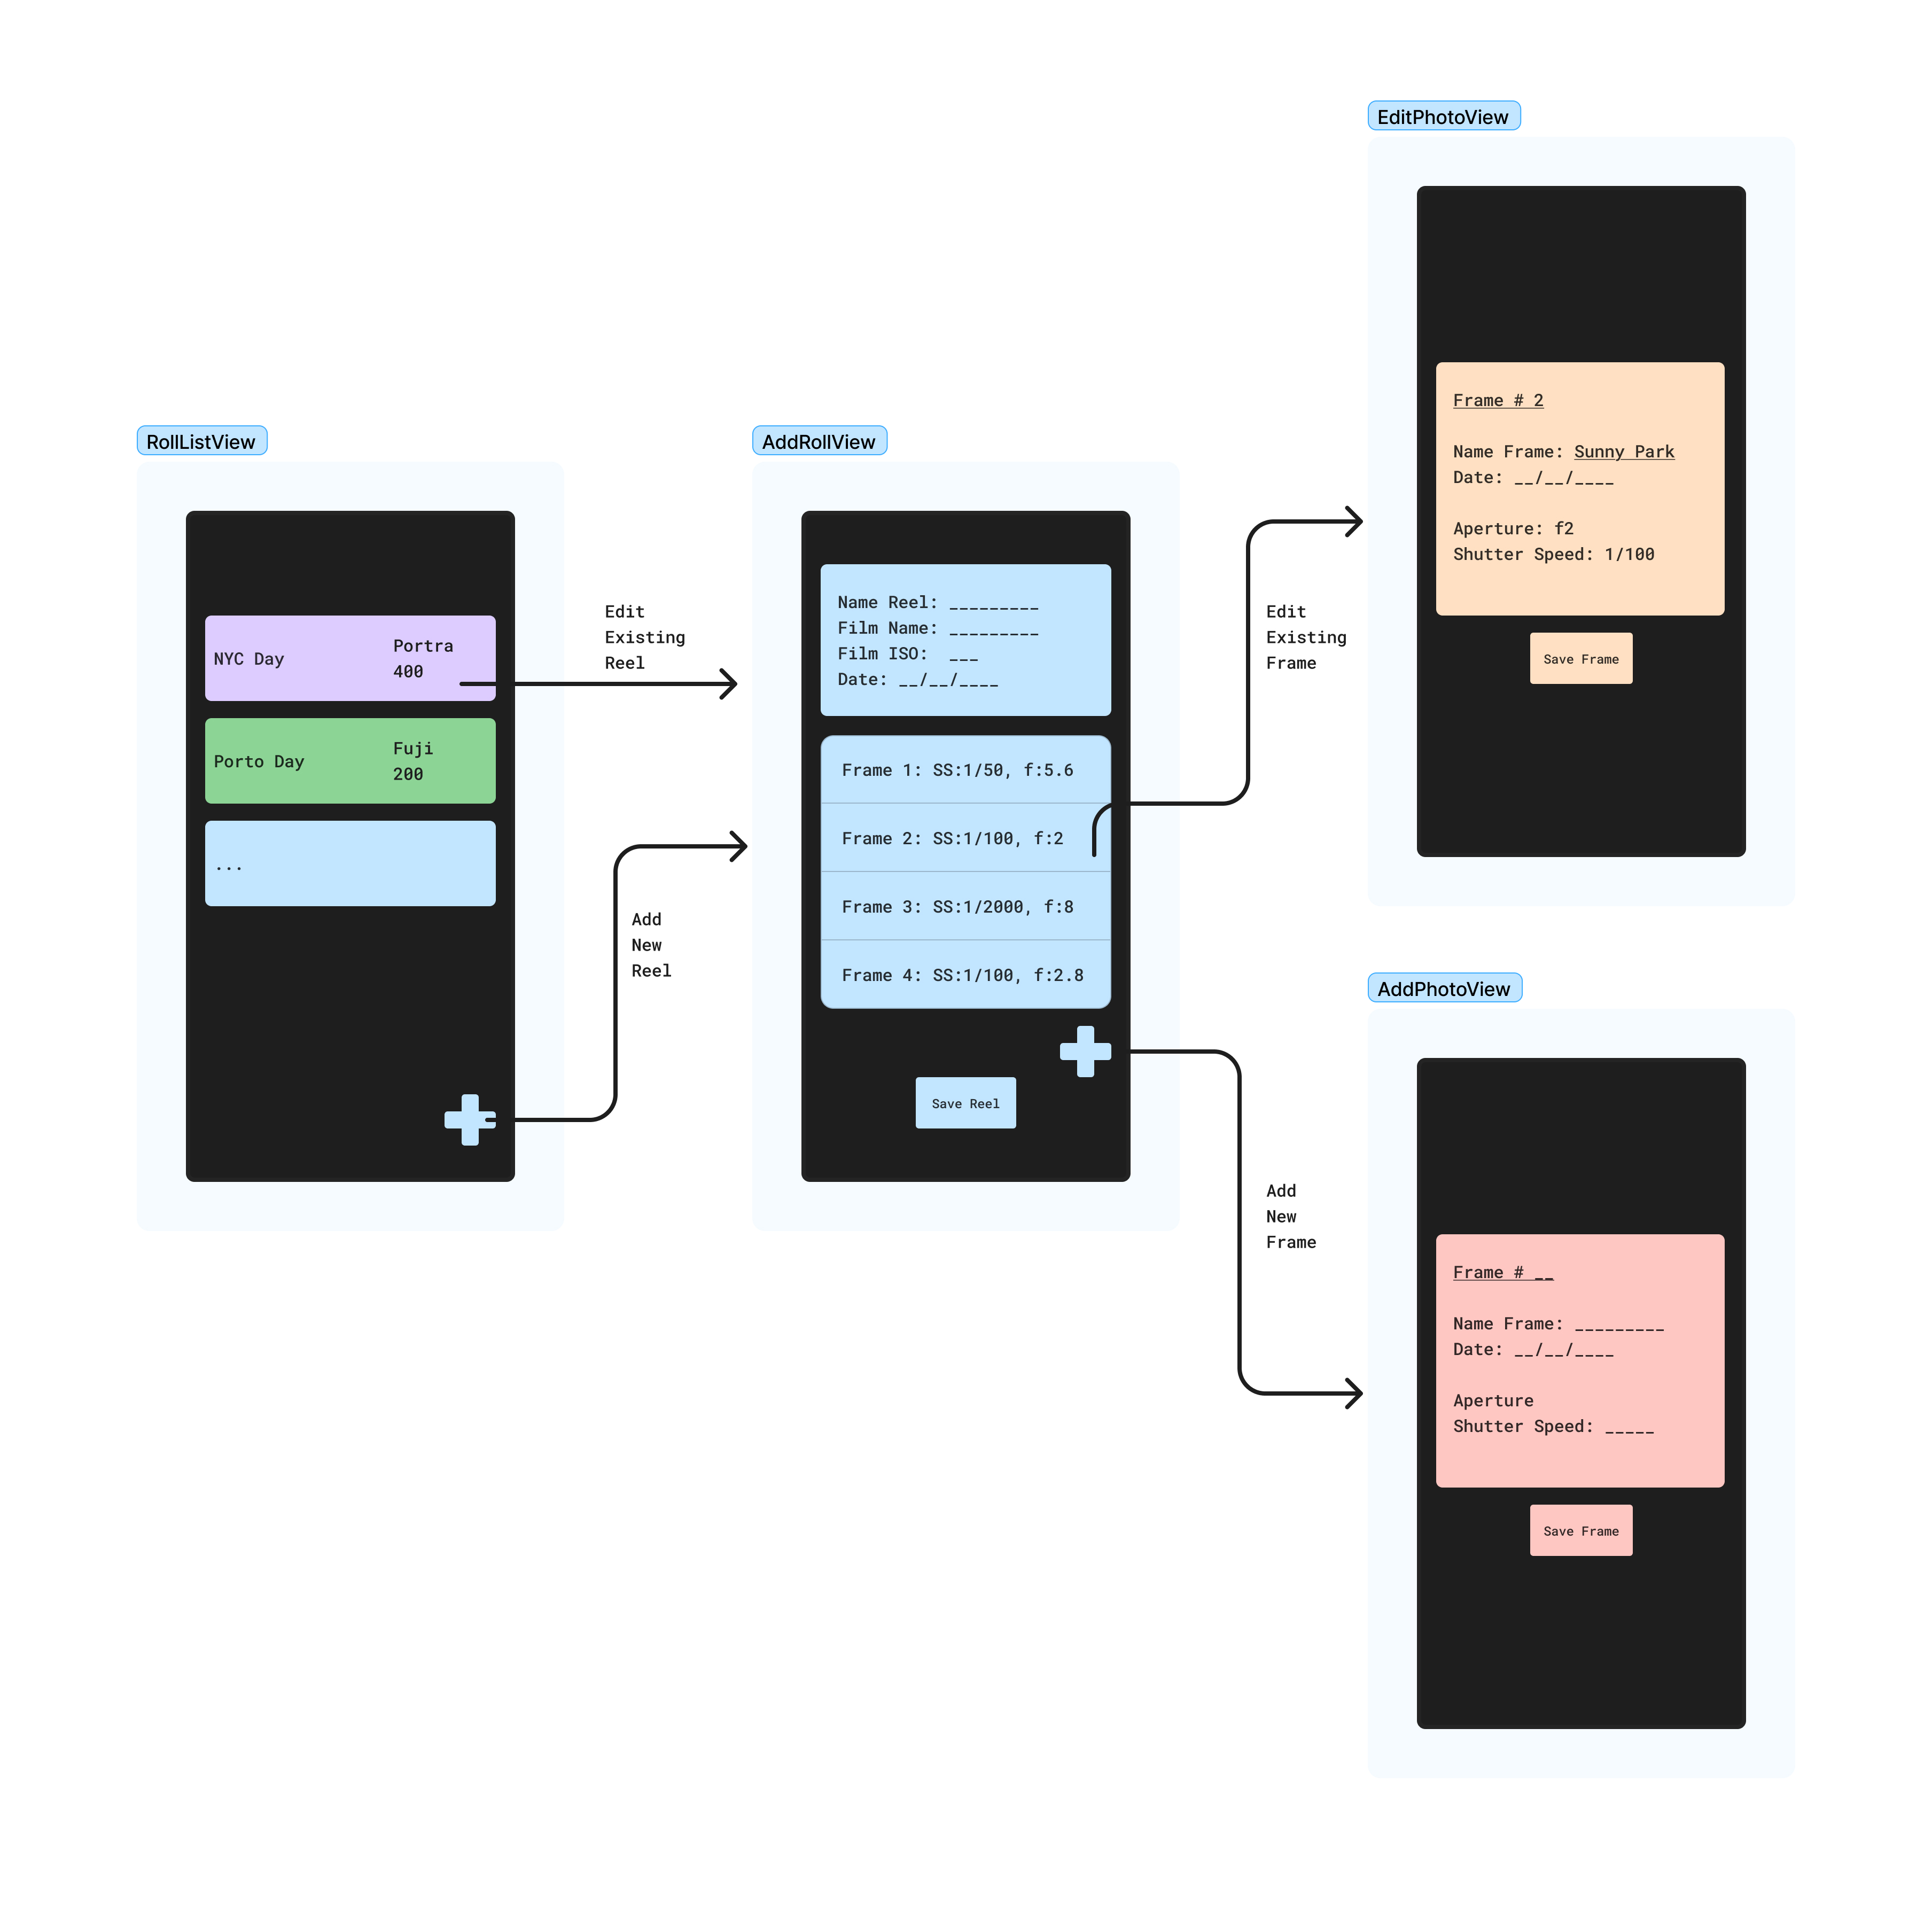 RollListView
NYC Day
Portra
400
Porto Day
Fuji
200
...
Edit
Existing
Reel
Add
New
Reel
AddRollView
Name Reel: _________
Film Name: _________
Film ISO:  ___
Date: __/__/____
Frame 1: SS:1/50, f:5.6
Frame 2: SS:1/100, f:2
Frame 3: SS:1/2000, f:8
Frame 4: SS:1/100, f:2.8
Save Reel
Edit
Existing
Frame
Add
New
Frame
EditPhotoView
Frame # 2
Name Frame: Sunny Park
Date: __/__/____
Aperture: f2
Shutter Speed: 1/100
Save Frame
AddPhotoView
Frame # __
Name Frame: _________
Date: __/__/____
Aperture
Shutter Speed: _____
Save Frame